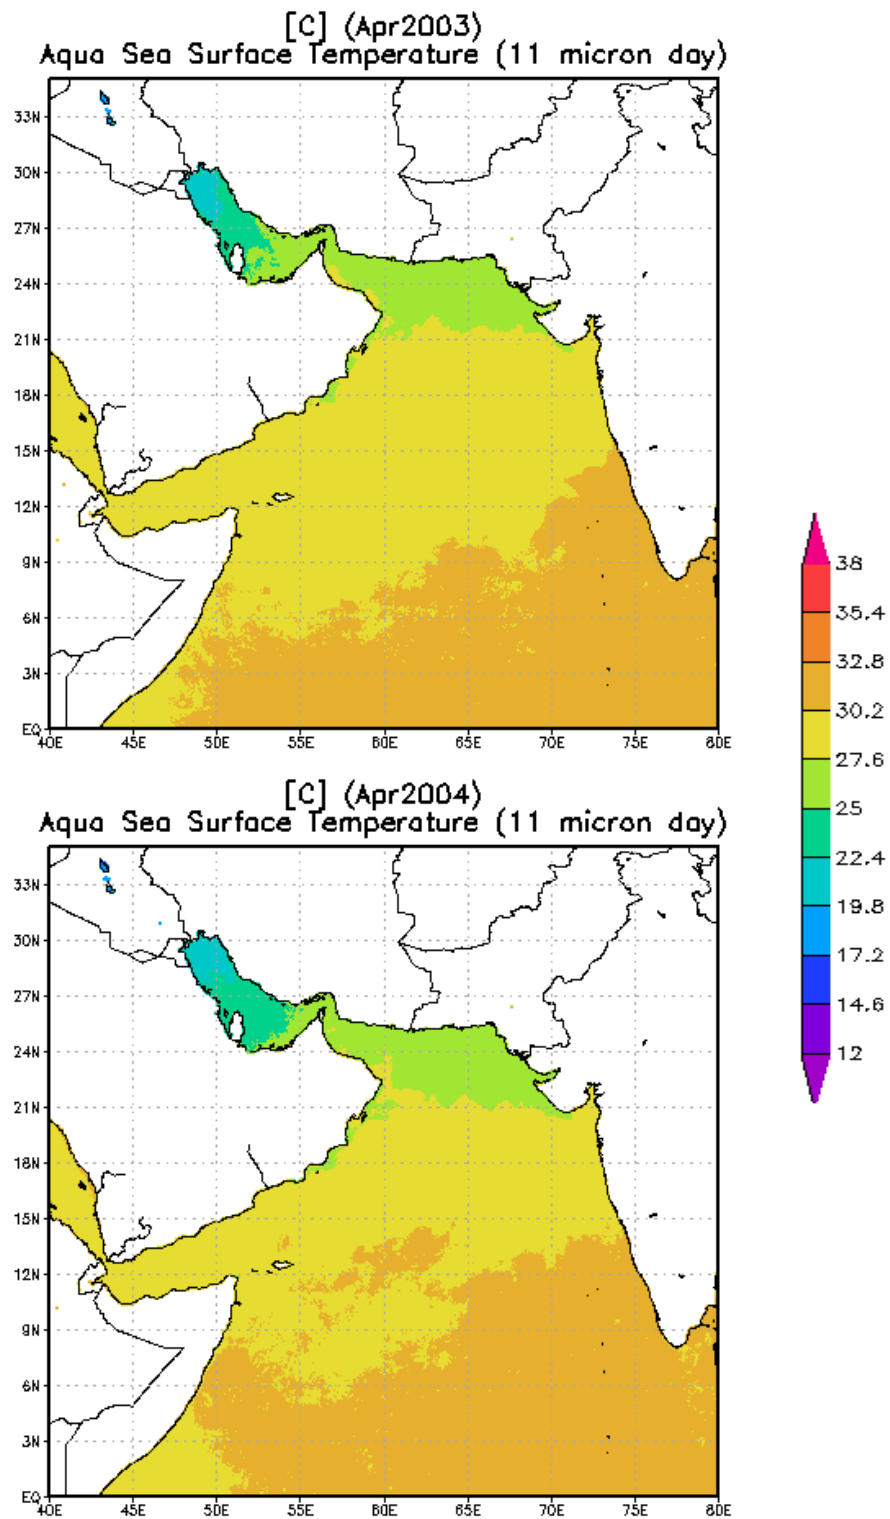 [C] (Apr2003)
Aqua Sea Surface Temperature (11 micron day)
33N
30N
27N
24N
21N
18N
15N
12N
9N
6N
3N
EQ
40E 45E 50E 55E 60E 65E 70E 75E 80E
[C] (Apr2004)
Aqua Sea Surface Temperature (11 micron day)
33N
30N
27N
24N
21N
18N
15N
12N
9N
6N
3N
EQ
40E 45E 50E 55E 60E 65E 70E 75E 80E
38
35.4
32.8
30.2
27.6
25
22.4
19.8
17.2
14.6
12